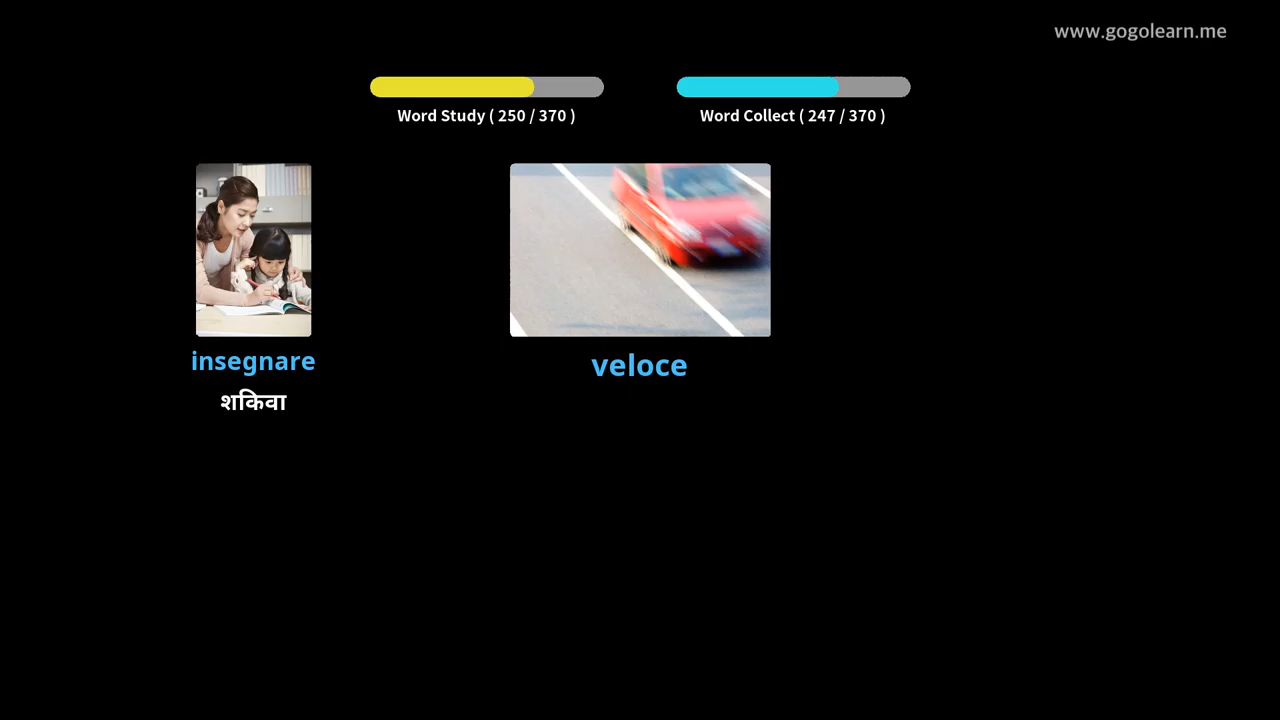 www.gogolearn.me
Word Study ( 250 / 370 )
Word Collect ( 247 / 370 )
insegnare
veloce
शकिवा